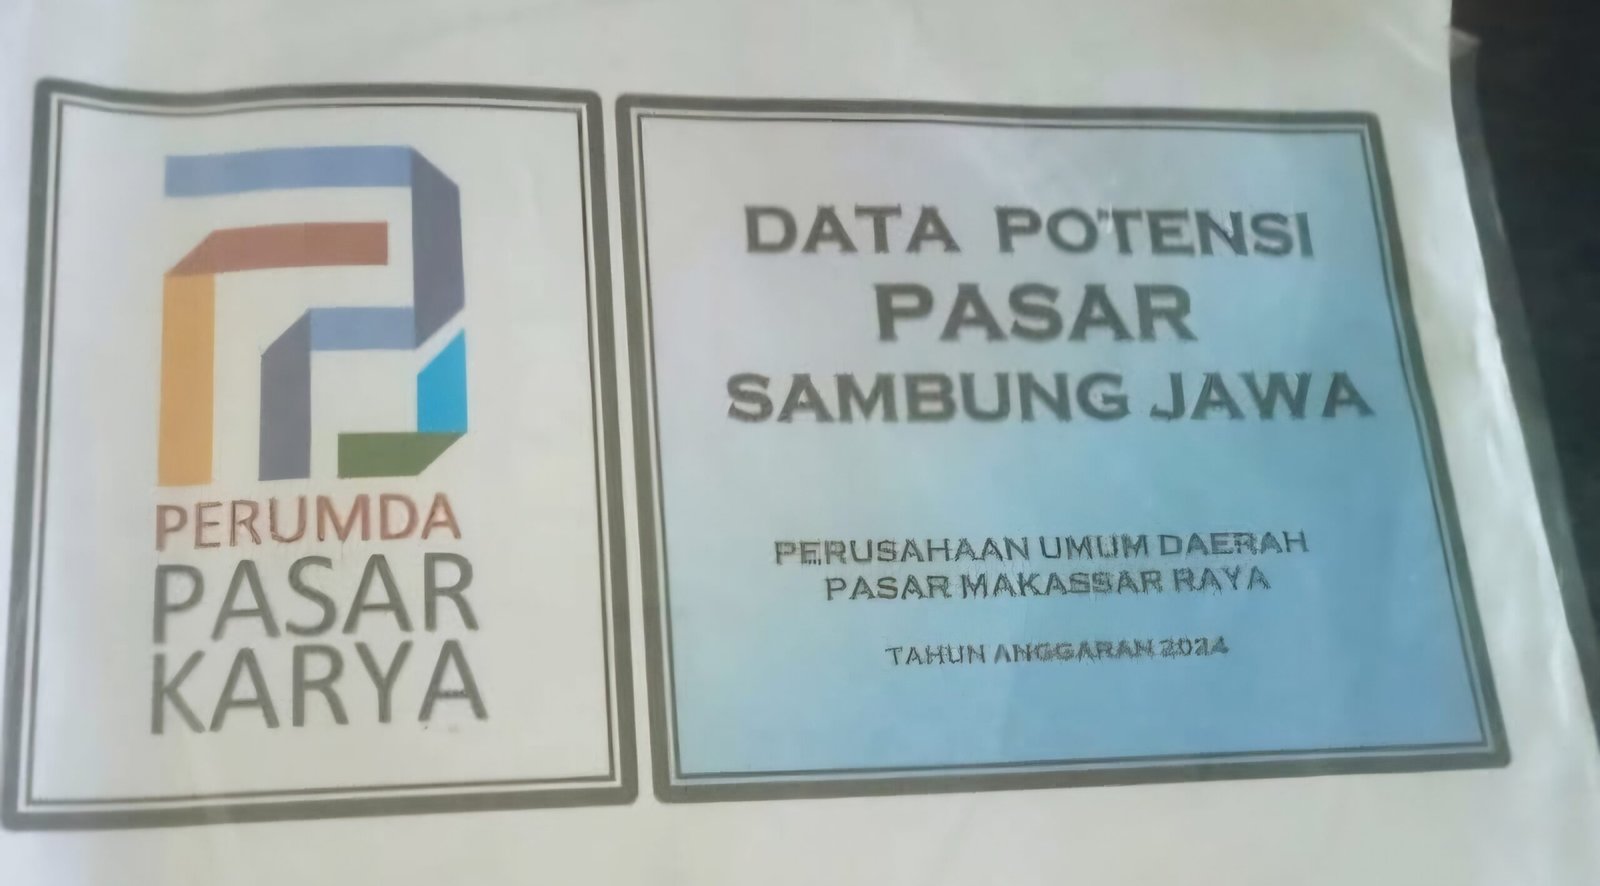 PERUMDA
PASAR
KARYA
DATA POTENSI
PASAR
SAMBUNG JAWA
PERUSAHAAN UMUM DAERAH
PASAR MAKASSAR RAYA
TAHUN ANGGARAN 2024